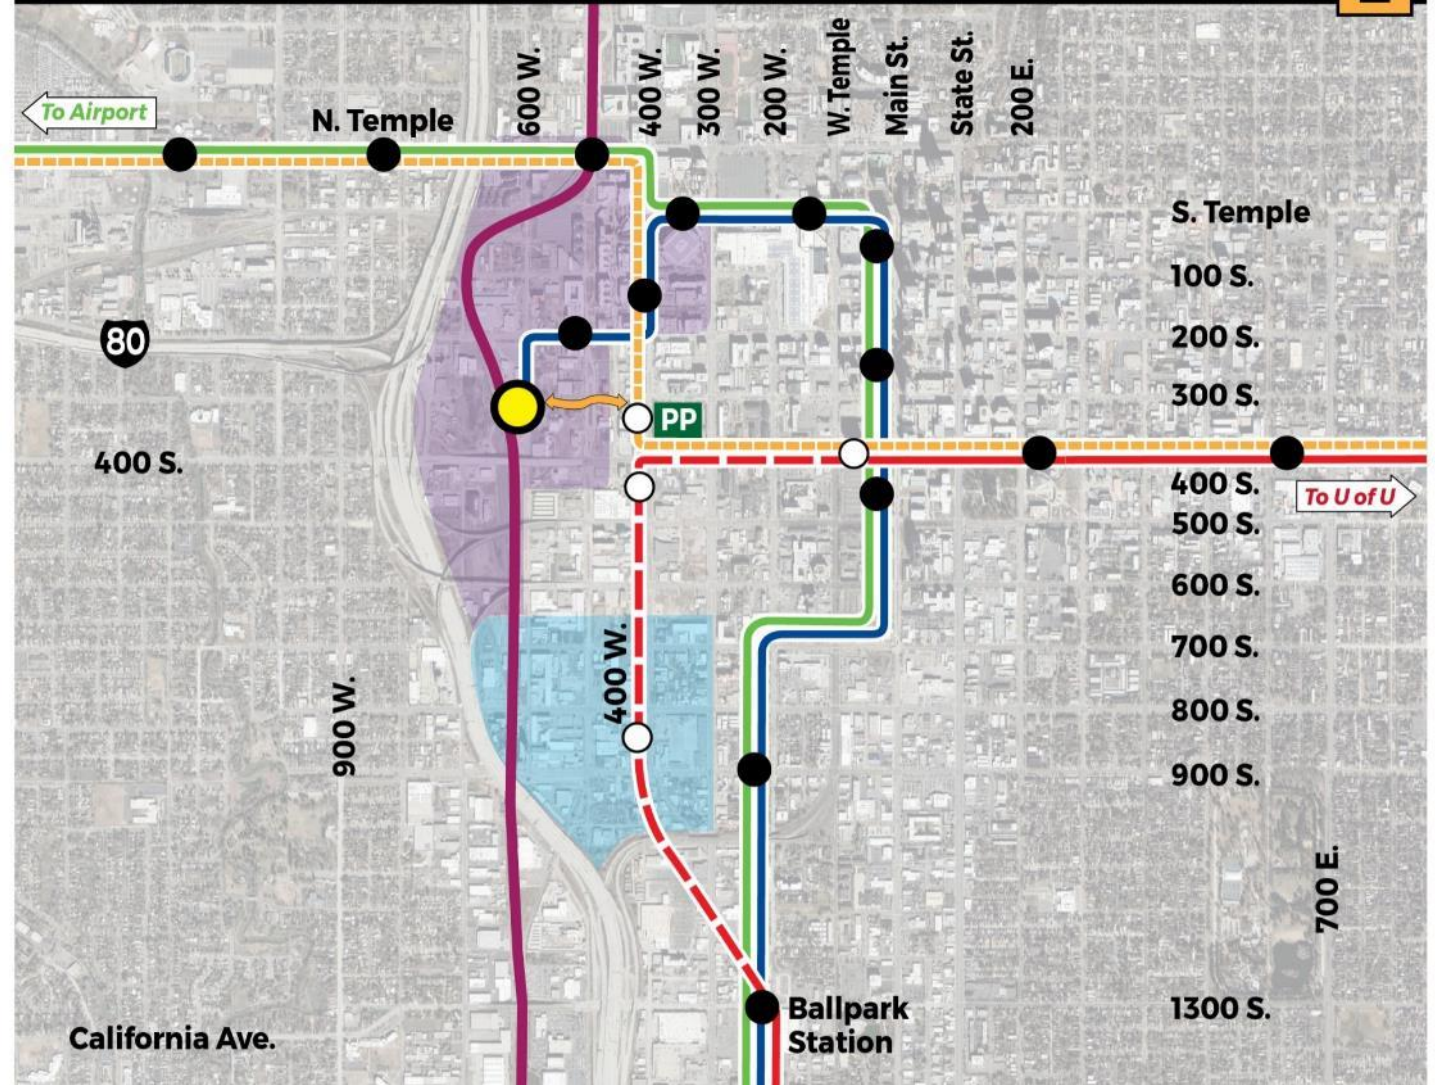 600 W.
400 W.
300 W.
200 W.
W. Temple
Main St.
State St.
200 E.
To Airport
N. Temple
S. Temple
100 S.
80
200 S.
300 S.
PP
400 S.
400 S.
To U of U
500 S.
600 S.
400 W.
700 S.
900 W.
800 S.
900 S.
700 E.
Ballpark
Station
1300 S.
California Ave.